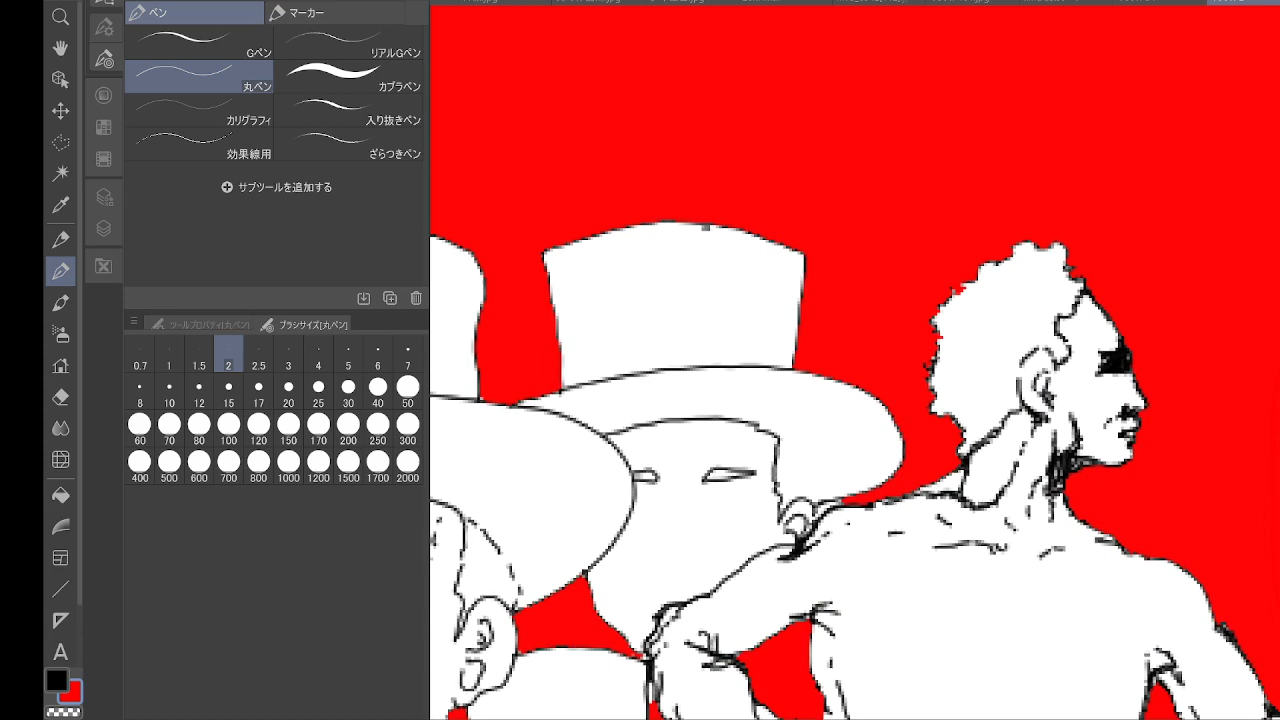 ペン マーカー
Gペン リアルGペン
丸ペン カブラペン
カリグラフィ 入り抜きペン
効果線用 ざらつきペン
サブツールを追加する
ツールプロパティ[丸ペン] ブラシサイズ[丸ペン]
0.7 1 1.5 2 2.5 3 4 5 6 7
8 10 12 15 17 20 25 30 40 50
60 70 80 100 120 150 170 200 250 300
400 500 600 700 800 1000 1200 1500 1700 2000
A